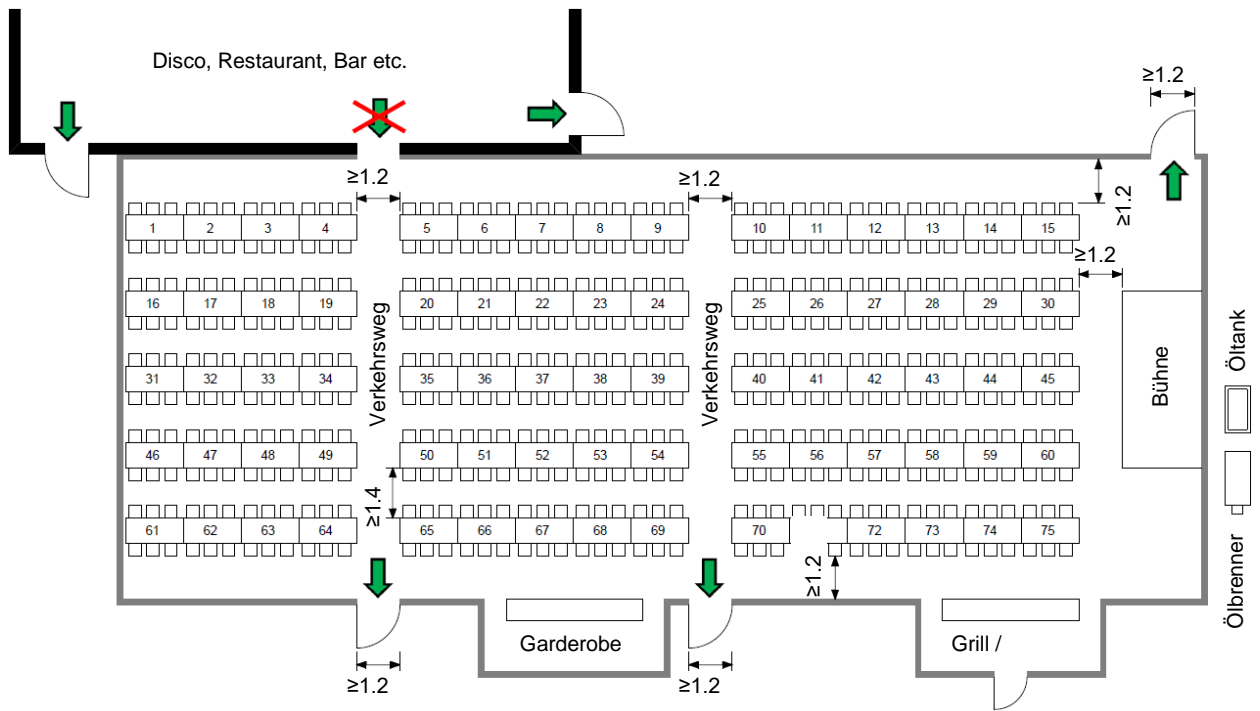 Disco, Restaurant, Bar etc.
≥1.2
≥1.2
≥1.2
≥1.2
1 2 3 4 5 6 7 8 9 10 11 12 13 14 15
≥1.2
16 17 18 19 20 21 22 23 24 25 26 27 28 29 30
Verkehrsweg
Verkehrsweg
Bühne
Öltank
31 32 33 34 35 36 37 38 39 40 41 42 43 44 45
46 47 48 49 50 51 52 53 54 55 56 57 58 59 60
≥1.4
61 62 63 64 65 66 67 68 69 70 72 73 74 75
≥1.2
Ölbrenner
Garderobe
Grill /
≥1.2
≥1.2